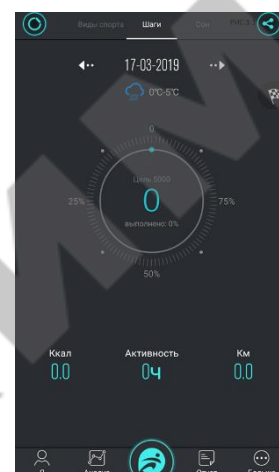 Виды спорта Шаги Сон
17-03-2019
0°C-5°C
0
Цель 5000
25% 0 75%
выполнено: 0%
50%
Ккал Активность Км
0.0 0ч 0.0